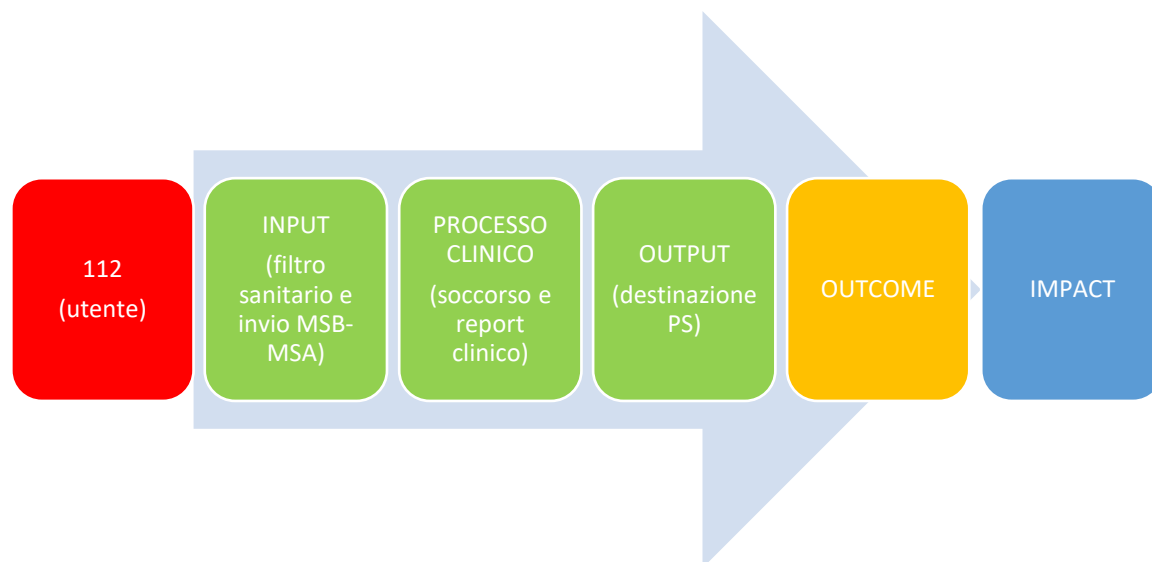 112
(utente)
INPUT
(filtro
sanitario e
invio MSB-
MSA)
PROCESSO
CLINICO
(soccorso e
report
clinico)
OUTPUT
(destinazione
PS)
OUTCOME
IMPACT